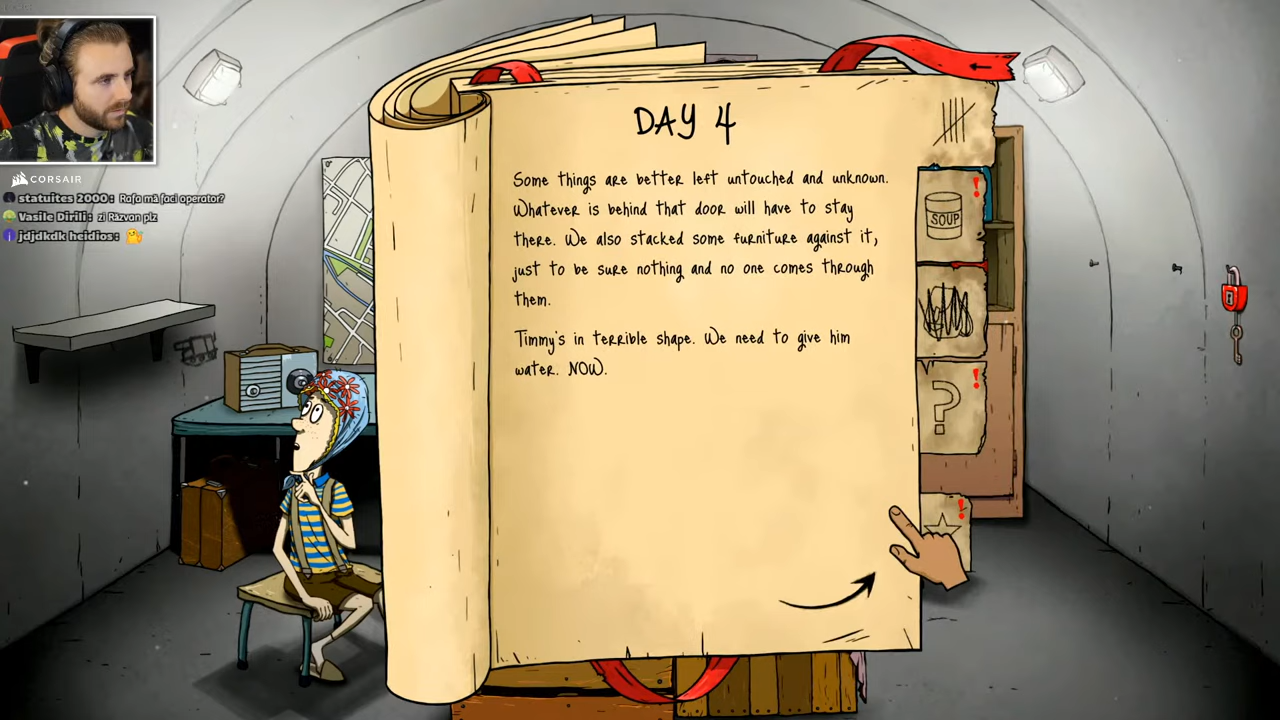 CORSAIR
statuites 2000: Rafa mă faci operator?
Vasile Dirili: zi Răzvan plz
jdjdkdk heidios:
DAY 4
Some things are better left untouched and unknown.
Whatever is behind that door will have to stay
there. We also stacked some furniture against it,
just to be sure nothing and no one comes through
them.
Timmy's in terrible shape. We need to give him
water. NOW.
SOUP
!
?
!
!